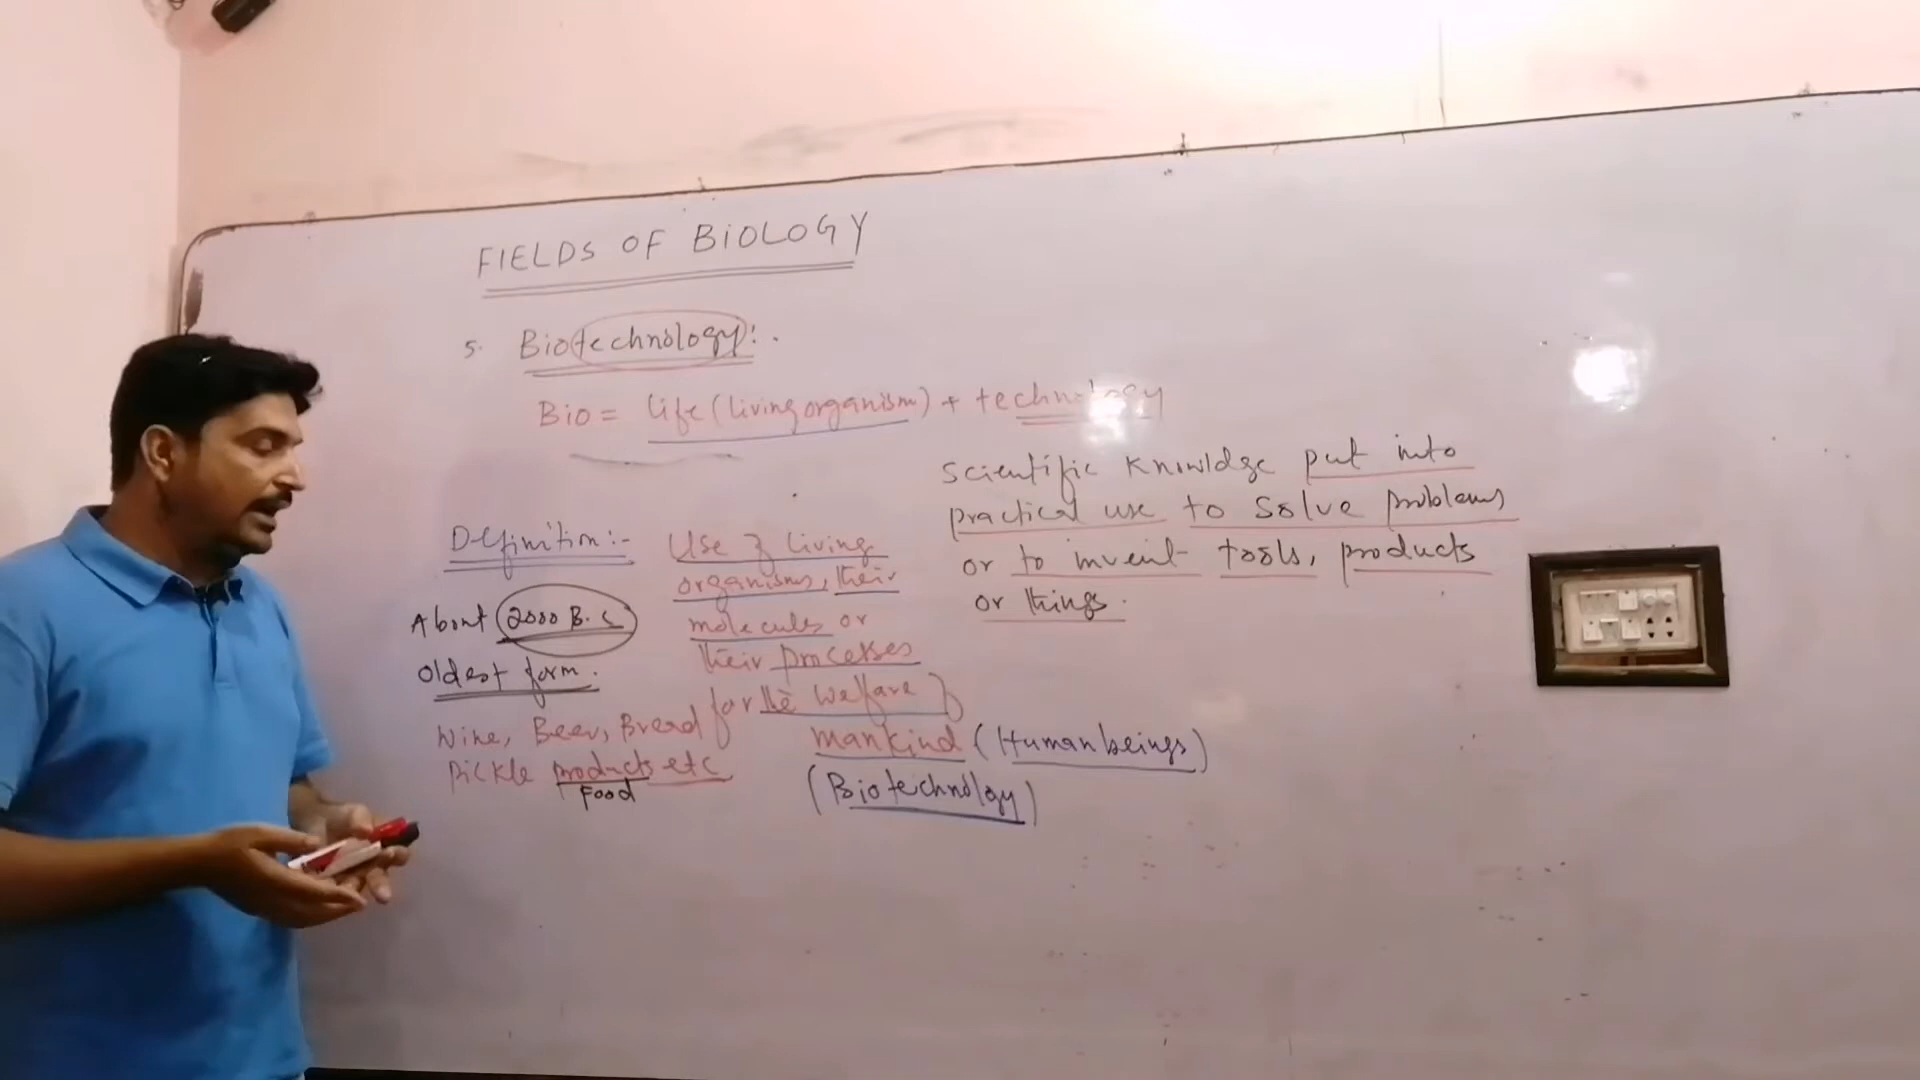 FIELDS OF BIOLOGY
5. Biotechnology:.
Bio = life (living organism) + technology
Scientific Knowldge put into
practical use to solve problems
or to invent tools, products
or things.
Definition:- Use of living
organisms, their
molecules or
their processes
for the welfare of
mankind (Human beings)
(Biotechnology)
About 2000 B.C
oldest form.
Wine, Beer, Bread
Pickle products etc
Food